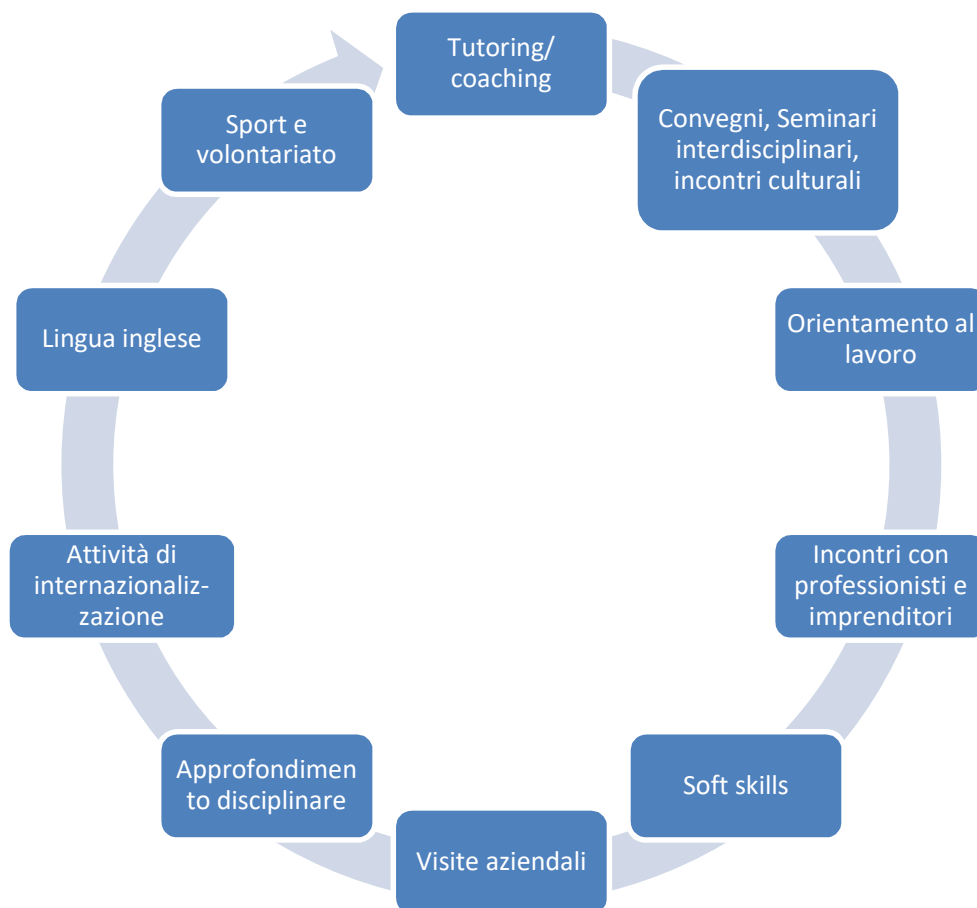 Tutoring/
coaching
Convegni, Seminari
interdisciplinari,
incontri culturali
Orientamento al
lavoro
Incontri con
professionisti e
imprenditori
Soft skills
Visite aziendali
Approfondimen
to disciplinare
Attività di
internazionaliz-
zazione
Lingua inglese
Sport e
volontariato